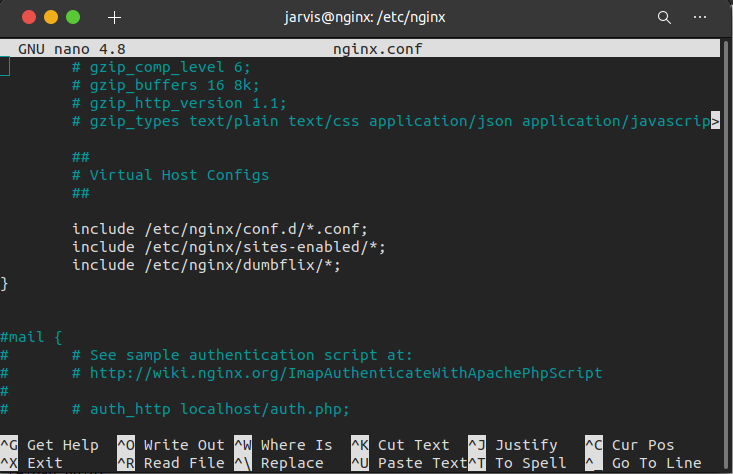 jarvis@nginx: /etc/nginx
GNU nano 4.8 nginx.conf
# gzip_comp_level 6;
# gzip_buffers 16 8k;
# gzip_http_version 1.1;
# gzip_types text/plain text/css application/json application/javascrip>
##
# Virtual Host Configs
##
include /etc/nginx/conf.d/*.conf;
include /etc/nginx/sites-enabled/*;
include /etc/nginx/dumbflix/*;
}
#mail {
# # See sample authentication script at:
# # http://wiki.nginx.org/ImapAuthenticateWithApachePhpScript
#
# # auth_http localhost/auth.php;
^G Get Help ^O Write Out ^W Where Is ^K Cut Text ^J Justify ^C Cur Pos
^X Exit ^R Read File ^\ Replace ^U Paste Text ^T To Spell ^_ Go To Line